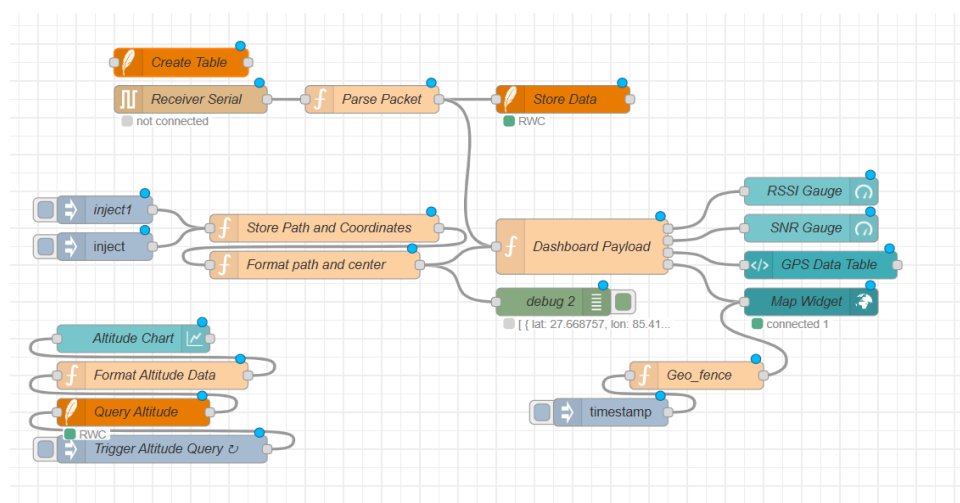 Create Table
Receiver Serial
Parse Packet
Store Data
not connected
RWC
inject1
RSSI Gauge
Store Path and Coordinates
SNR Gauge
inject
Dashboard Payload
Format path and center
</> GPS Data Table
debug 2
Map Widget
[ { lat: 27.668757, lon: 85.41...
connected 1
Altitude Chart
Format Altitude Data
Geo_fence
Query Altitude
timestamp
RWC
Trigger Altitude Query ↻